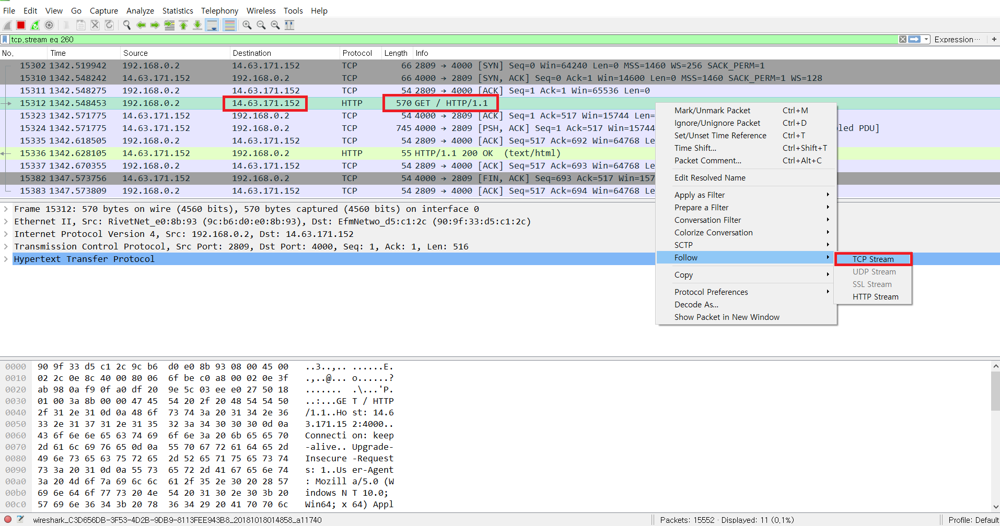 File Edit View Go Capture Analyze Statistics Telephony Wireless Tools Help
tcp.stream eq 260 Expression… +
No. Time Source Destination Protocol Length Info
15302 1342.519942 192.168.0.2 14.63.171.152 TCP 66 2809 → 4000 [SYN] Seq=0 Win=64240 Len=0 MSS=1460 WS=256 SACK_PERM=1
15310 1342.548242 14.63.171.152 192.168.0.2 TCP 66 4000 → 2809 [SYN, ACK] Seq=0 Ack=1 Win=14600 Len=0 MSS=1460 SACK_PERM=1 WS=128
15311 1342.548275 192.168.0.2 14.63.171.152 TCP 54 2809 → 4000 [ACK] Seq=1 Ack=1 Win=65536 Len=0
15312 1342.548453 192.168.0.2 14.63.171.152 HTTP 570 GET / HTTP/1.1
15323 1342.571775 14.63.171.152 192.168.0.2 TCP 54 4000 → 2809 [ACK] Seq=1 Ack=517 Win=15744 Len=0
15324 1342.571775 14.63.171.152 192.168.0.2 TCP 745 4000 → 2809 [PSH, ACK] Seq=1 Ack=517 Win=15744 led PDU]
15335 1342.618505 192.168.0.2 14.63.171.152 TCP 54 2809 → 4000 [ACK] Seq=517 Ack=692 Win=64768 Le
15336 1342.628105 14.63.171.152 192.168.0.2 HTTP 55 HTTP/1.1 200 OK (text/html)
15337 1342.670355 192.168.0.2 14.63.171.152 TCP 54 2809 → 4000 [ACK] Seq=517 Ack=693 Win=64768 Le
15382 1347.573756 14.63.171.152 192.168.0.2 TCP 54 4000 → 2809 [FIN, ACK] Seq=693 Ack=517 Win=157
15383 1347.573809 192.168.0.2 14.63.171.152 TCP 54 2809 → 4000 [ACK] Seq=517 Ack=694 Win=64768 Le
Mark/Unmark Packet Ctrl+M
Ignore/Unignore Packet Ctrl+D
Set/Unset Time Reference Ctrl+T
Time Shift... Ctrl+Shift+T
Packet Comment... Ctrl+Alt+C
Edit Resolved Name
Apply as Filter
Prepare a Filter
Conversation Filter
Colorize Conversation
SCTP
Follow
Copy
Protocol Preferences
Decode As...
Show Packet in New Window
TCP Stream
UDP Stream
SSL Stream
HTTP Stream
Frame 15312: 570 bytes on wire (4560 bits), 570 bytes captured (4560 bits) on interface 0
Ethernet II, Src: RivetNet_e0:8b:93 (9c:b6:d0:e0:8b:93), Dst: EfmNetwo_d5:c1:2c (90:9f:33:d5:c1:2c)
Internet Protocol Version 4, Src: 192.168.0.2, Dst: 14.63.171.152
Transmission Control Protocol, Src Port: 2809, Dst Port: 4000, Seq: 1, Ack: 1, Len: 516
Hypertext Transfer Protocol
0000 90 9f 33 d5 c1 2c 9c b6 d0 e0 8b 93 08 00 45 00 ..3..,.. ......E.
0010 02 2c 0e 8c 40 00 80 06 6f be c0 a8 00 02 0e 3f .,..@... o......?
0020 ab 98 0a f9 0f a0 df 20 9e 5c 03 ee e0 27 50 18 ....... .\...'P.
0030 01 00 3a 8b 00 00 47 45 54 20 2f 20 48 54 54 50 ..:...GE T / HTTP
0040 2f 31 2e 31 0d 0a 48 6f 73 74 3a 20 31 34 2e 36 /1.1..Ho st: 14.6
0050 33 2e 31 37 31 2e 31 35 32 3a 34 30 30 30 0d 0a 3.171.15 2:4000..
0060 43 6f 6e 6e 65 63 74 69 6f 6e 3a 20 6b 65 65 70 Connecti on: keep
0070 2d 61 6c 69 76 65 0d 0a 55 70 67 72 61 64 65 2d -alive.. Upgrade-
0080 49 6e 73 65 63 75 72 65 2d 52 65 71 75 65 73 74 Insecure -Request
0090 73 3a 20 31 0d 0a 55 73 65 72 2d 41 67 65 6e 74 s: 1..Us er-Agent
00a0 3a 20 4d 6f 7a 69 6c 6c 61 2f 35 2e 30 20 28 57 : Mozill a/5.0 (W
00b0 69 6e 64 6f 77 73 20 4e 54 20 31 30 2e 30 3b 20 indows N T 10.0;
00c0 57 69 6e 36 34 3b 20 78 36 34 29 20 41 70 70 6c Win64; x 64) Appl
wireshark_C3D656DB-3F53-4D2B-9DB9-8113FEE943B8_20181018014858_a11740 Packets: 15552 · Displayed: 11 (0.1%) Profile: Default